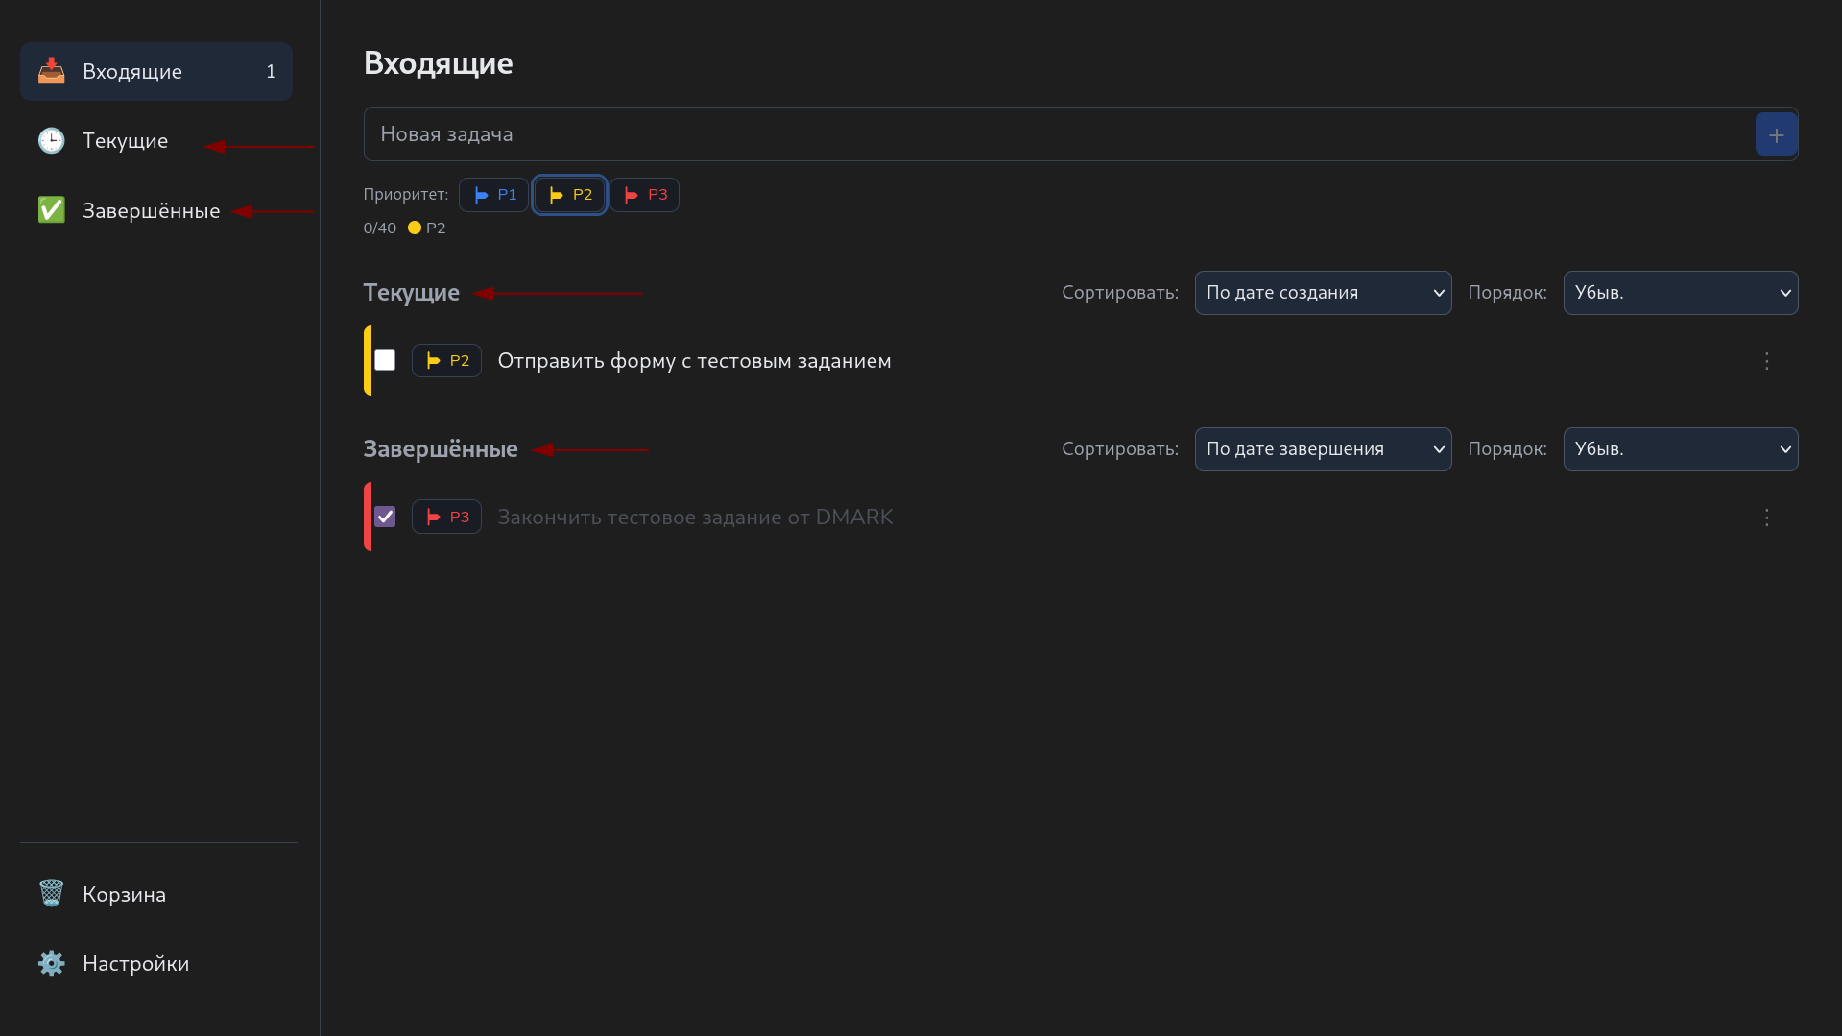 Входящие 1
Текущие
Завершённые
Корзина
Настройки
Входящие
Новая задача +
Приоритет: P1 P2 P3
0/40 P2
Текущие Сортировать: По дате создания Порядок: Убыв.
P2 Отправить форму с тестовым заданием
Завершённые Сортировать: По дате завершения Порядок: Убыв.
P3 Закончить тестовое задание от DMARK